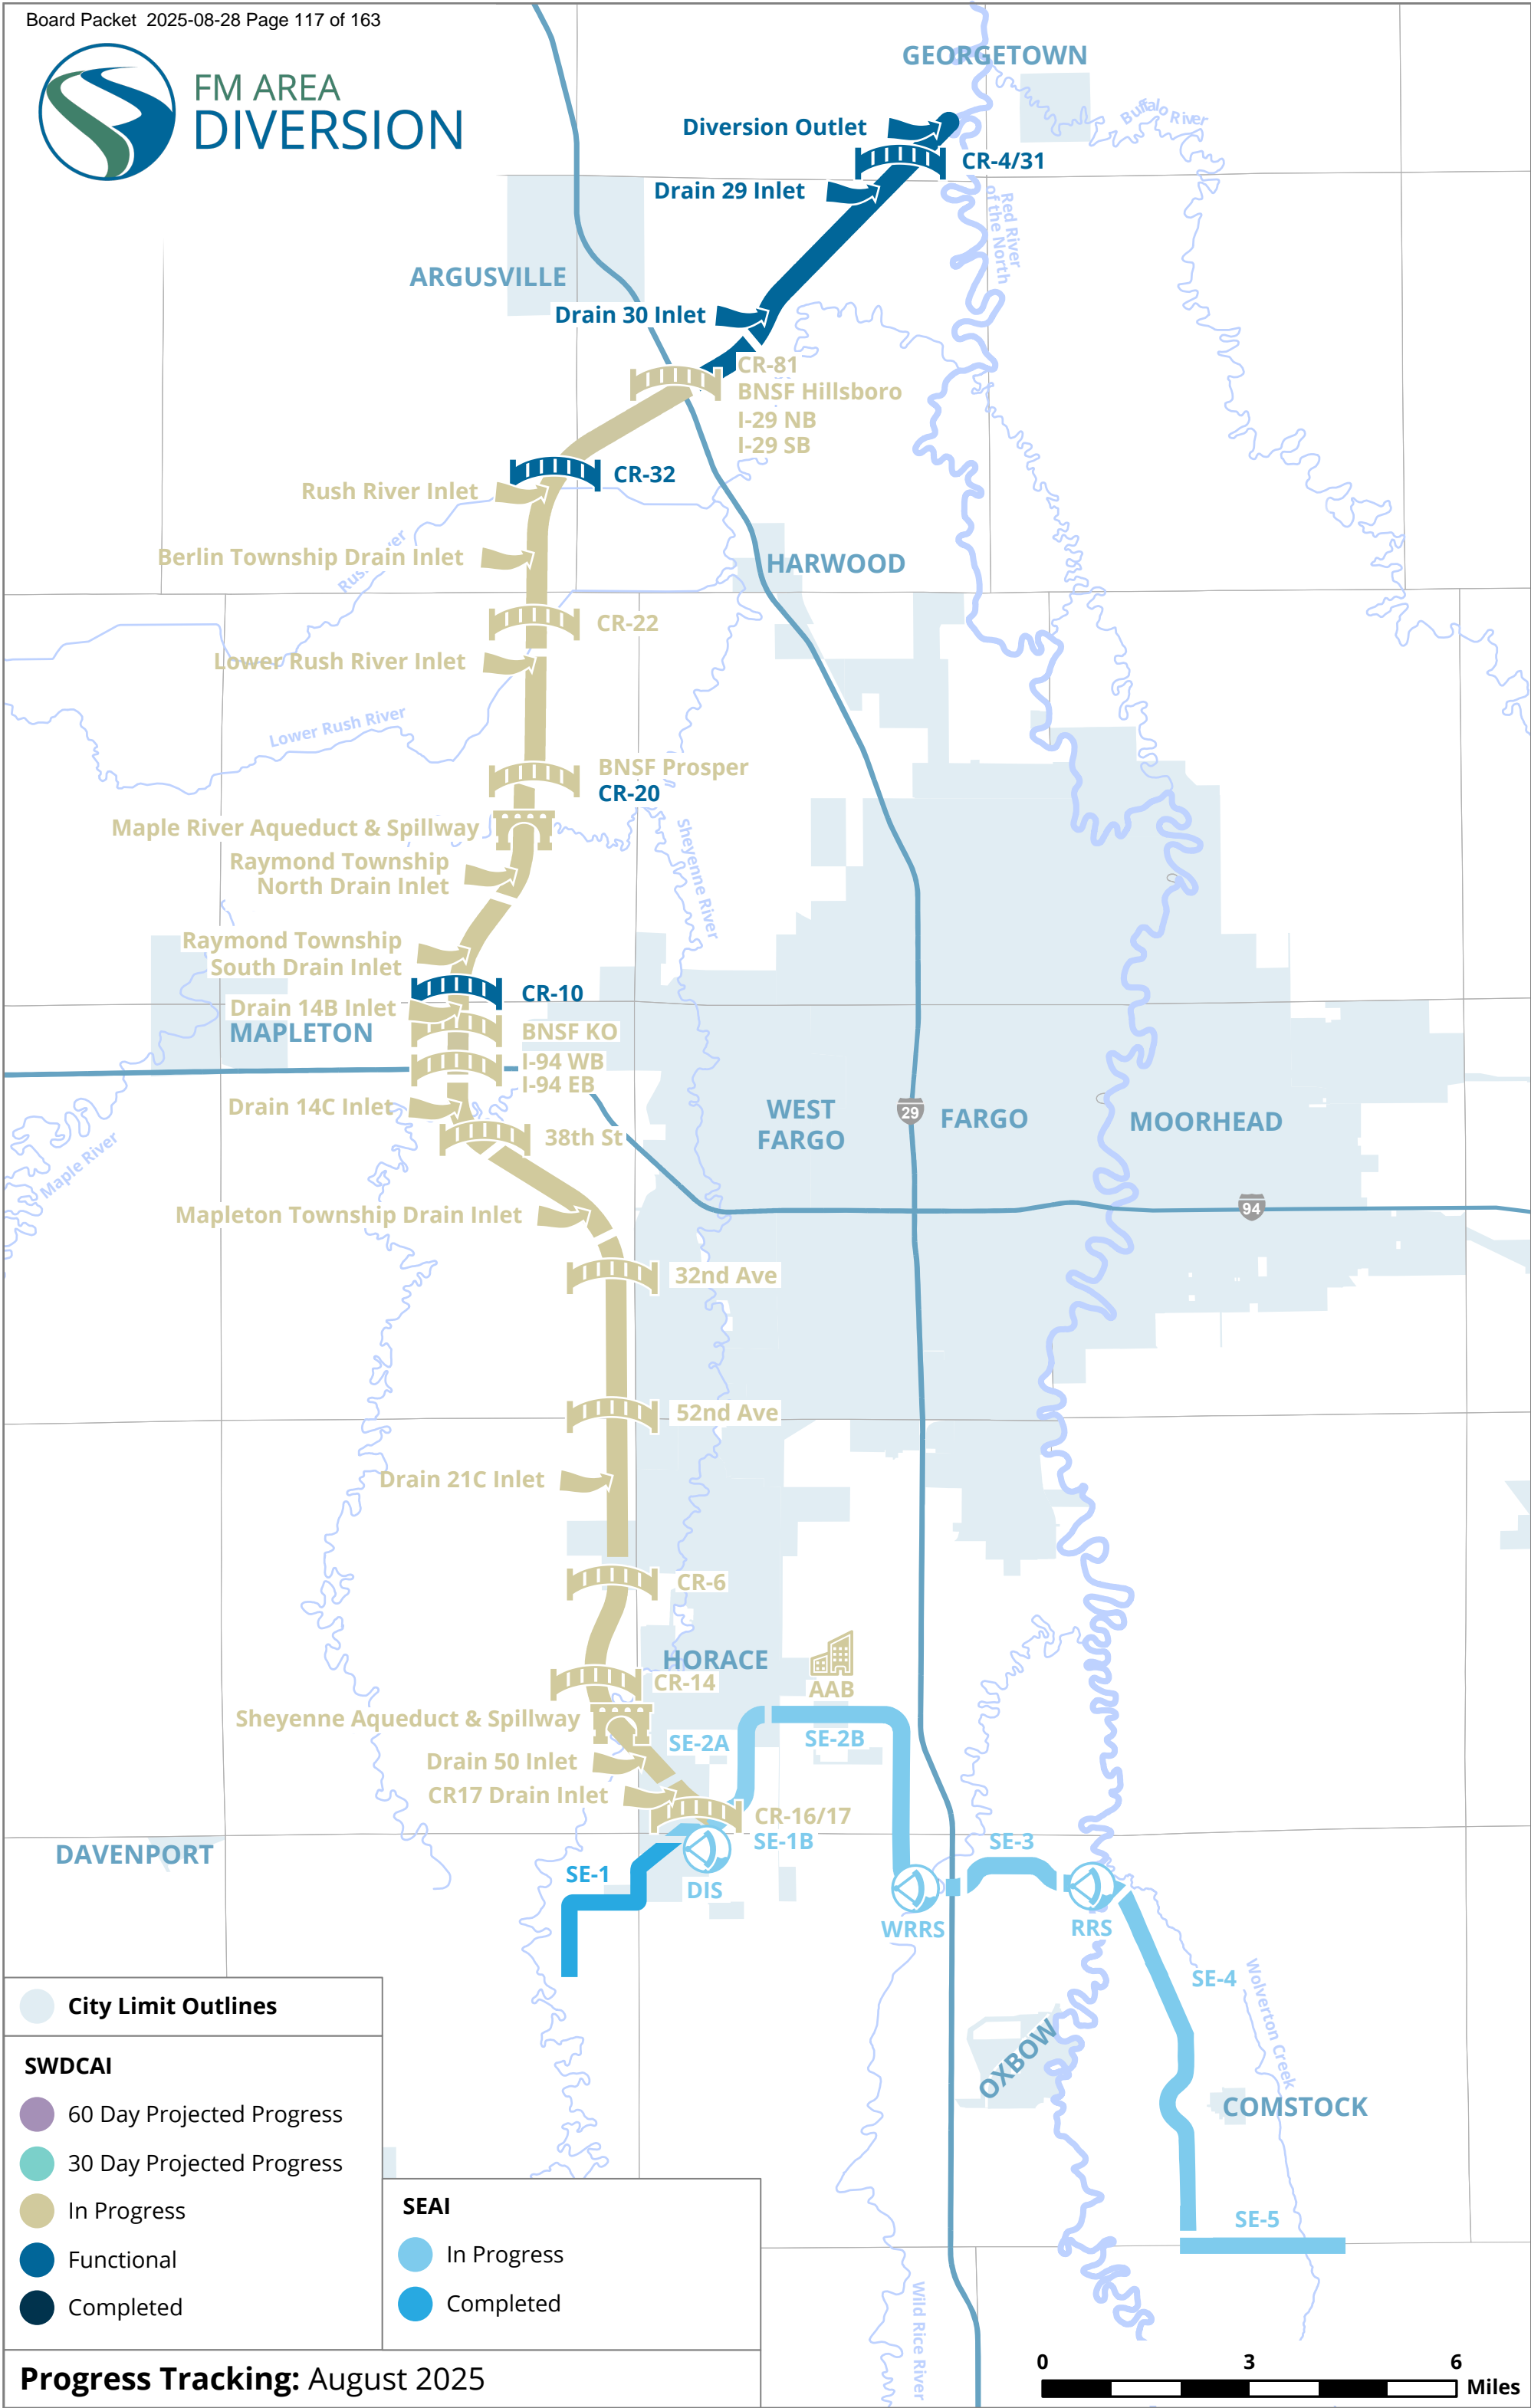 Board Packet 2025-08-28 Page 117 of 163
FM AREA
DIVERSION
GEORGETOWN
Buffalo River
Diversion Outlet
CR-4/31
Drain 29 Inlet
Red River
of the North
ARGUSVILLE
Drain 30 Inlet
CR-81
BNSF Hillsboro
I-29 NB
I-29 SB
CR-32
Rush River Inlet
Berlin Township Drain Inlet
HARWOOD
CR-22
Lower Rush River Inlet
Lower Rush River
BNSF Prosper
CR-20
Maple River Aqueduct & Spillway
Sheyenne River
Raymond Township
North Drain Inlet
Raymond Township
South Drain Inlet
CR-10
Drain 14B Inlet
MAPLETON
BNSF KO
I-94 WB
I-94 EB
Drain 14C Inlet
38th St
WEST
FARGO
29
FARGO
MOORHEAD
Maple River
Mapleton Township Drain Inlet
94
32nd Ave
52nd Ave
Drain 21C Inlet
CR-6
HORACE
CR-14
AAB
Sheyenne Aqueduct & Spillway
SE-2A
SE-2B
Drain 50 Inlet
CR17 Drain Inlet
CR-16/17
SE-1B
DAVENPORT
SE-1
DIS
SE-3
WRRS
RRS
SE-4
Wolverton Creek
OXBOW
COMSTOCK
SE-5
Wild Rice River
City Limit Outlines
SWDCAI
60 Day Projected Progress
30 Day Projected Progress
In Progress
Functional
Completed
SEAI
In Progress
Completed
Progress Tracking: August 2025
0 3 6
Miles